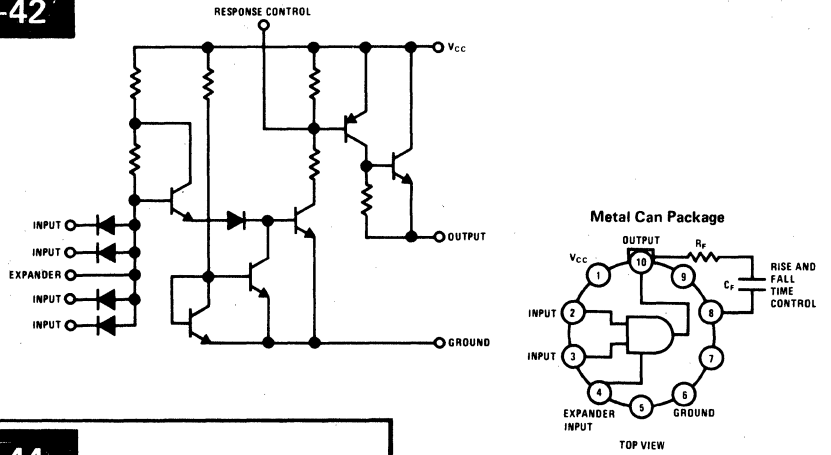 -42
RESPONSE CONTROL
VCC
INPUT
INPUT
EXPANDER
INPUT
INPUT
OUTPUT
GROUND
Metal Can Package
OUTPUT
RF
VCC
10
1
9
CF
RISE AND
FALL
TIME
CONTROL
INPUT
2
8
INPUT
3
7
4
5
6
EXPANDER
INPUT
GROUND
TOP VIEW